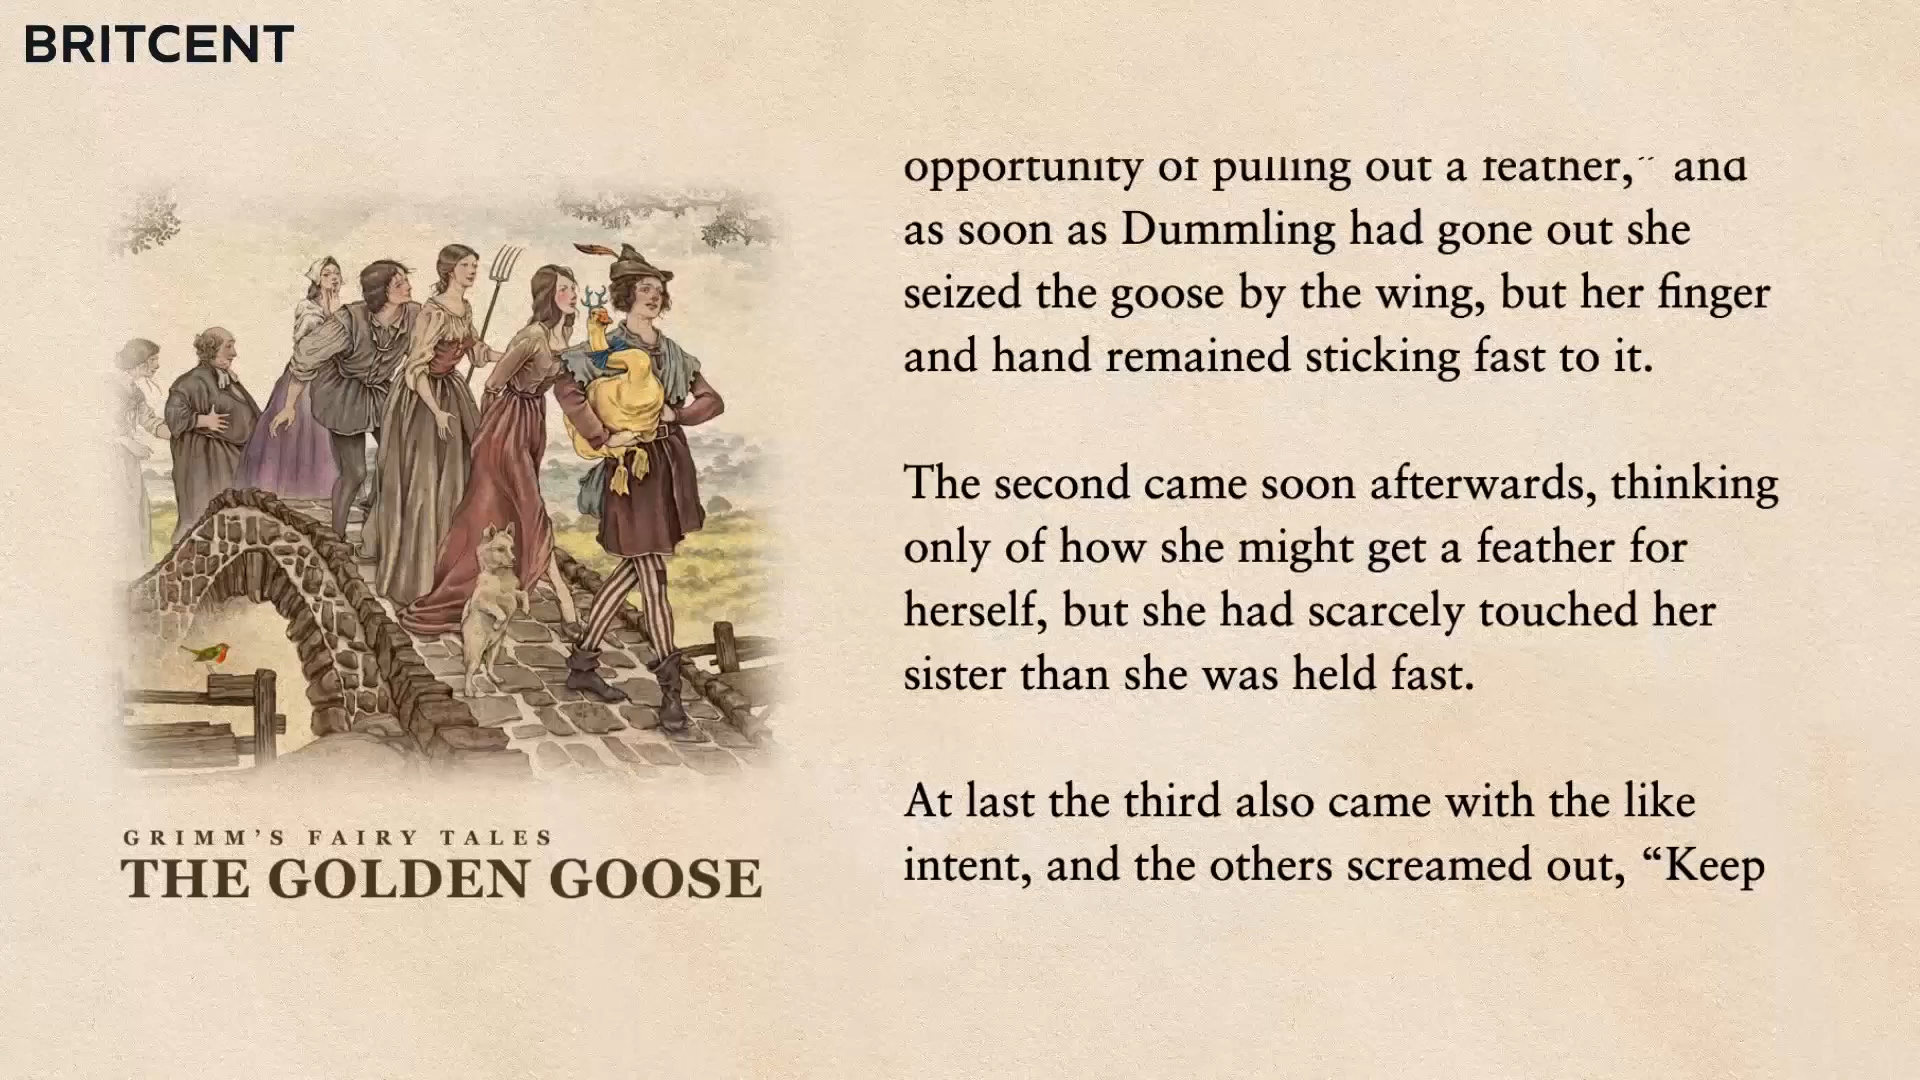 BRITCENT
opportunity of pulling out a feather,” and
as soon as Dummling had gone out she
seized the goose by the wing, but her finger
and hand remained sticking fast to it.
The second came soon afterwards, thinking
only of how she might get a feather for
herself, but she had scarcely touched her
sister than she was held fast.
At last the third also came with the like
intent, and the others screamed out, “Keep
GRIMM’S FAIRY TALES
THE GOLDEN GOOSE